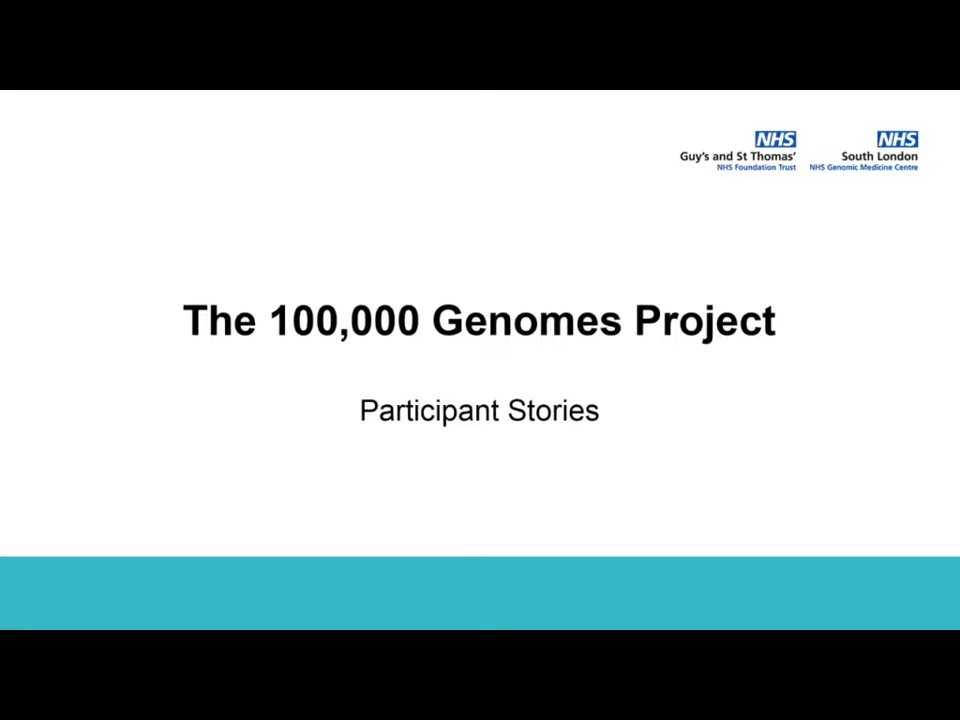 NHS
Guy's and St Thomas'
NHS Foundation Trust
NHS
South London
NHS Genomic Medicine Centre
The 100,000 Genomes Project
Participant Stories